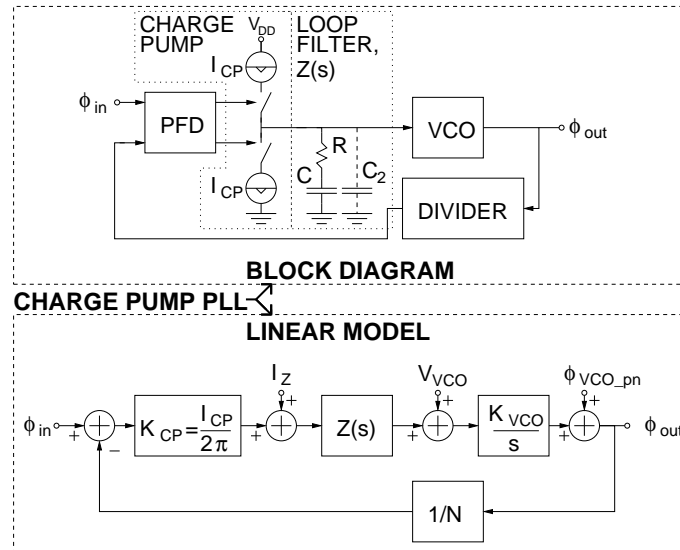 CHARGE PUMP
V_DD
LOOP FILTER, Z(s)
I_CP
ϕ_in
PFD
VCO
ϕ_out
R
C
C_2
I_CP
DIVIDER
BLOCK DIAGRAM
CHARGE PUMP PLL
LINEAR MODEL
I_Z
V_VCO
ϕ_VCO_pn
ϕ_in
+
−
K_CP = I_CP / 2π
+
+
Z(s)
+
+
K_VCO / s
+
+
ϕ_out
1/N